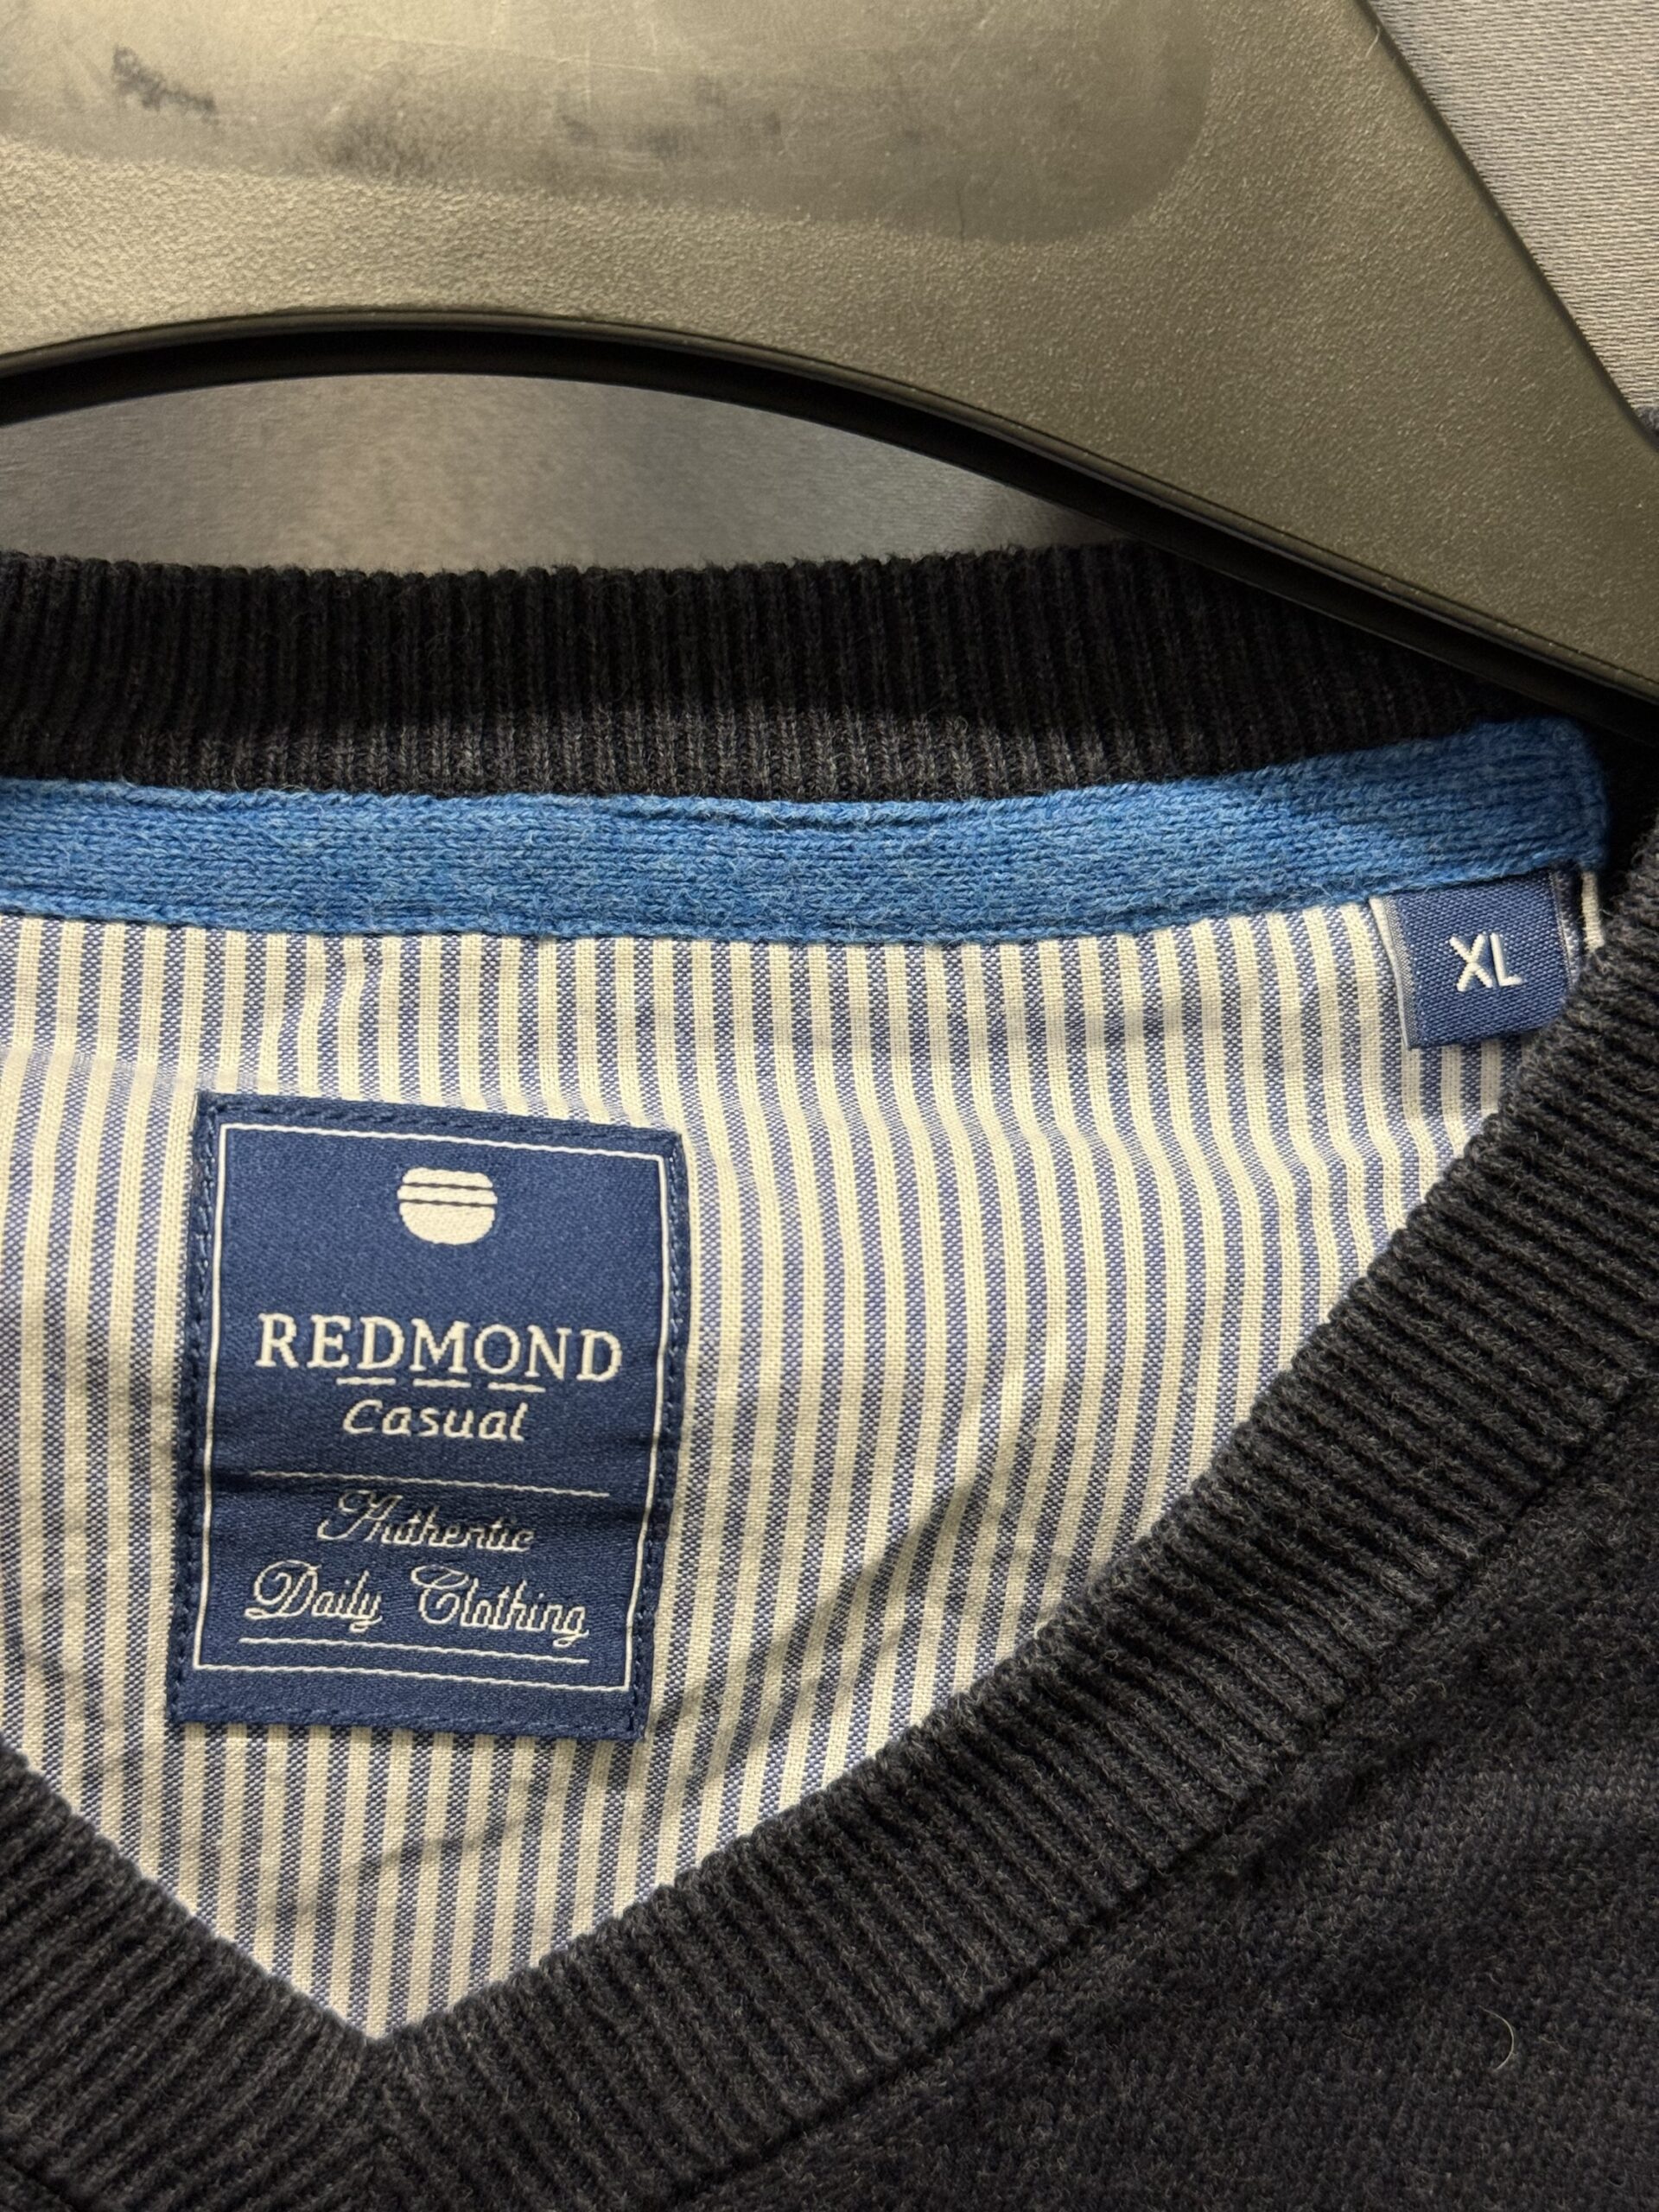 XL
REDMOND
Casual
Authentic
Daily Clothing